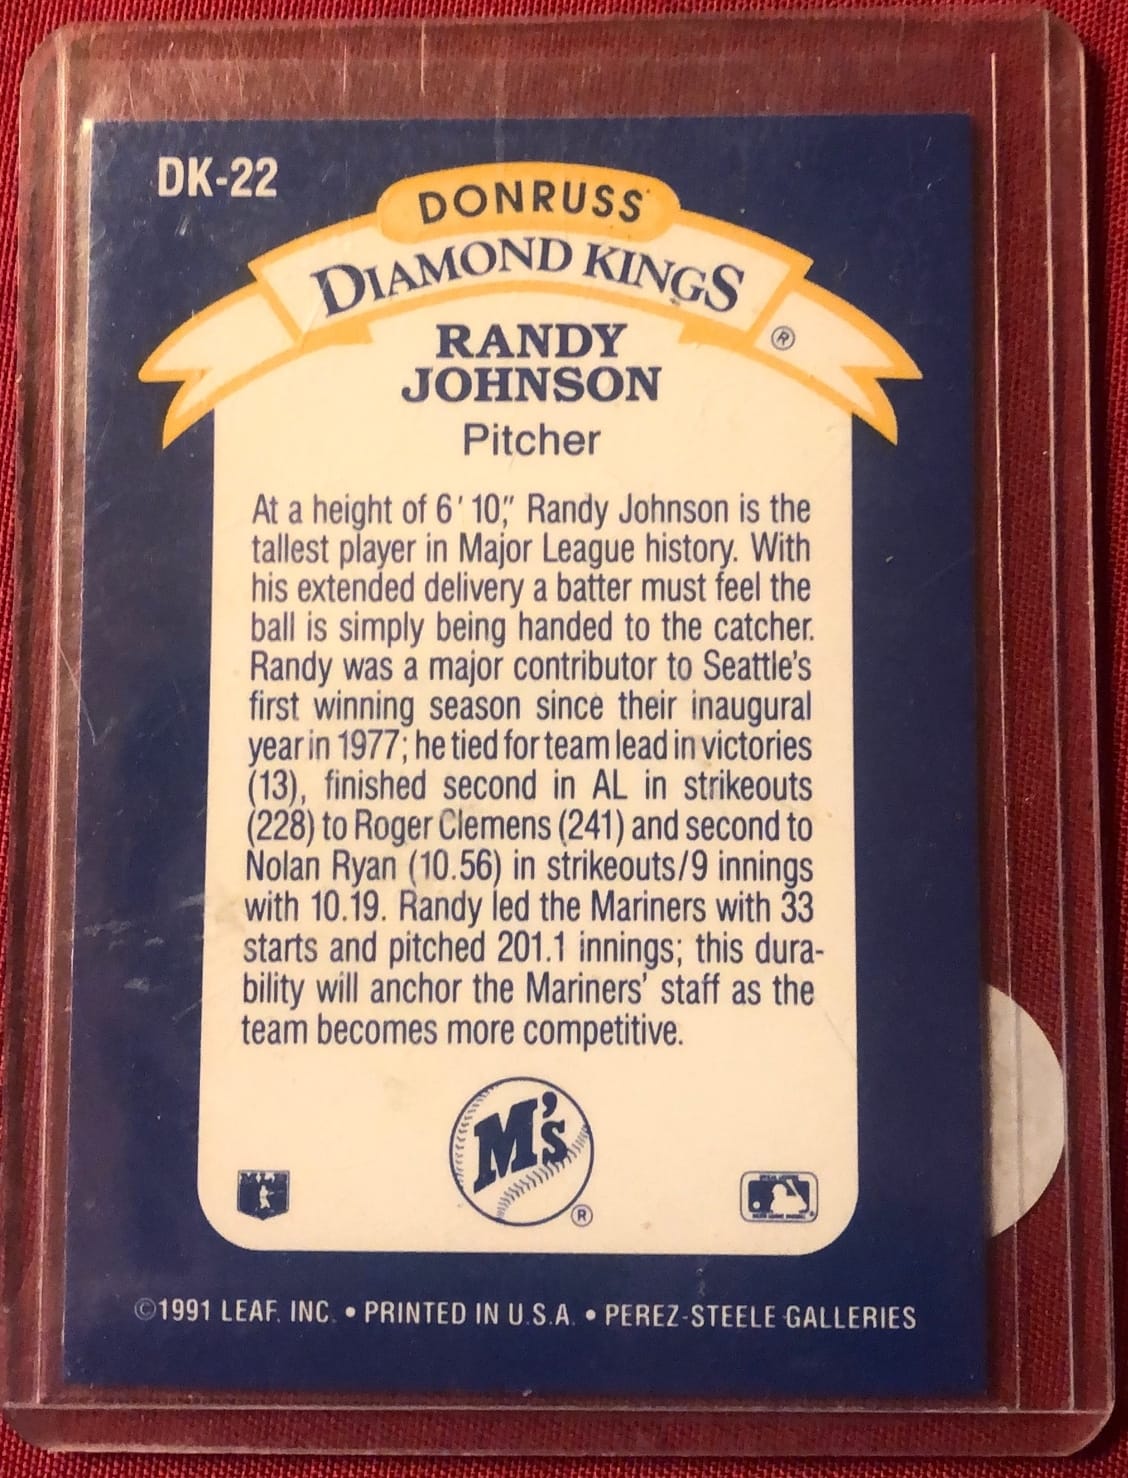 DK-22
DONRUSS
DIAMOND KINGS
®
RANDY
JOHNSON
Pitcher
At a height of 6' 10," Randy Johnson is the
tallest player in Major League history. With
his extended delivery a batter must feel the
ball is simply being handed to the catcher.
Randy was a major contributor to Seattle's
first winning season since their inaugural
year in 1977; he tied for team lead in victories
(13), finished second in AL in strikeouts
(228) to Roger Clemens (241) and second to
Nolan Ryan (10.56) in strikeouts/9 innings
with 10.19. Randy led the Mariners with 33
starts and pitched 201.1 innings; this dura-
bility will anchor the Mariners' staff as the
team becomes more competitive.
M's
®
©1991 LEAF, INC. • PRINTED IN U.S.A. • PEREZ-STEELE GALLERIES